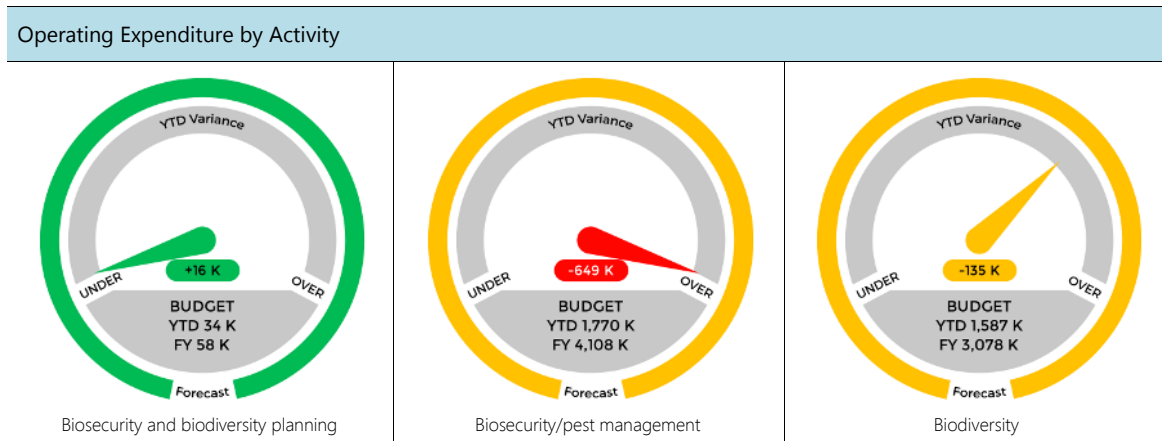 Operating Expenditure by Activity
YTD Variance
+16 K
UNDER
OVER
BUDGET
YTD 34 K
FY 58 K
Forecast
Biosecurity and biodiversity planning
YTD Variance
-649 K
UNDER
OVER
BUDGET
YTD 1,770 K
FY 4,108 K
Forecast
Biosecurity/pest management
YTD Variance
-135 K
UNDER
OVER
BUDGET
YTD 1,587 K
FY 3,078 K
Forecast
Biodiversity